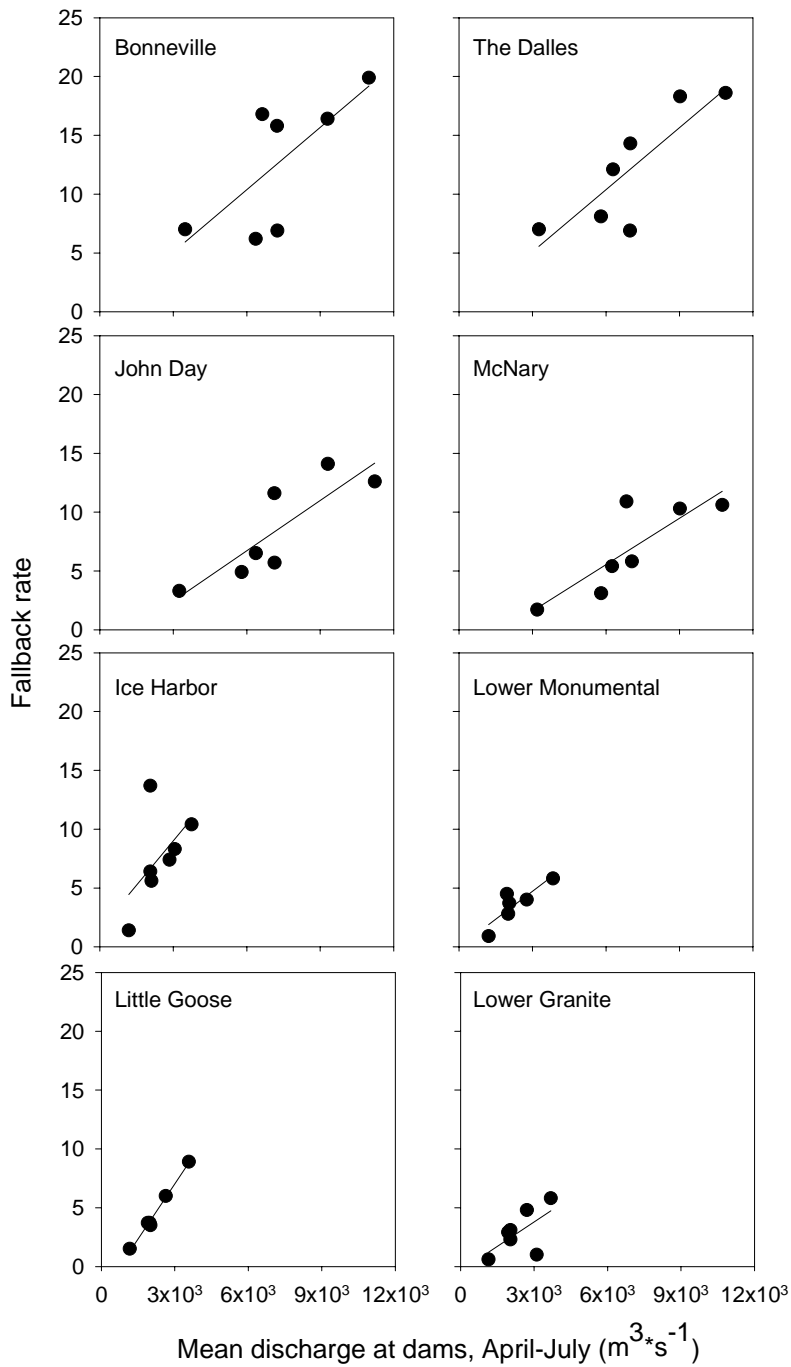 Fallback rate
25
20
15
10
5
0
Bonneville
The Dalles
25
20
15
10
5
0
John Day
McNary
25
20
15
10
5
0
Ice Harbor
Lower Monumental
25
20
15
10
5
0
Little Goose
Lower Granite
0 3x10³ 6x10³ 9x10³ 12x10³
0 3x10³ 6x10³ 9x10³ 12x10³
Mean discharge at dams, April-July (m³*s⁻¹)